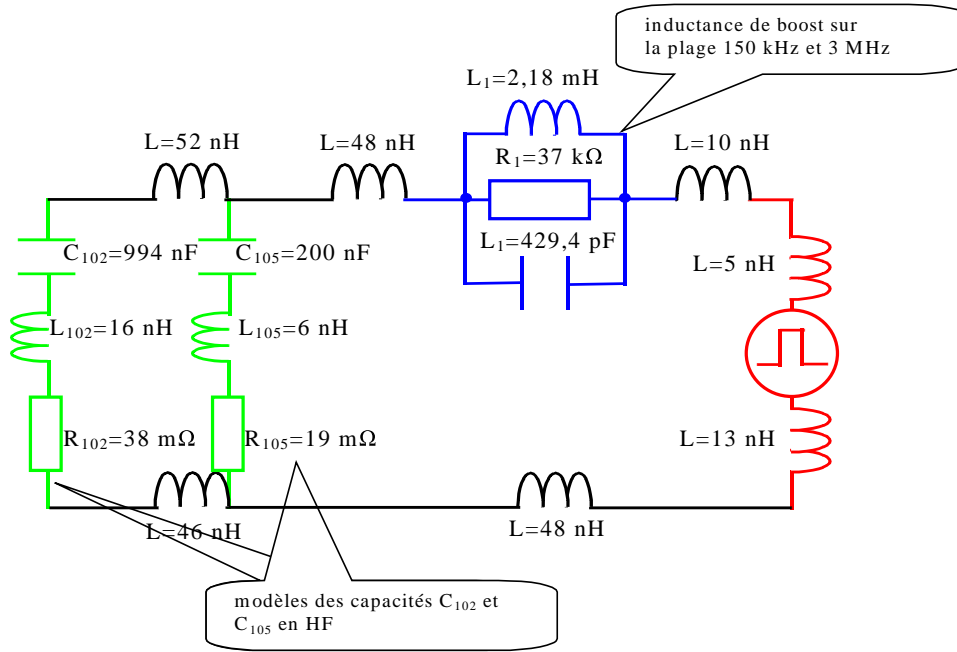 inductance de boost sur
la plage 150 kHz et 3 MHz
L₁=2,18 mH
L=52 nH
L=48 nH
R₁=37 kΩ
L=10 nH
C₁₀₂=994 nF
C₁₀₅=200 nF
L₁=429,4 pF
L=5 nH
L₁₀₂=16 nH
L₁₀₅=6 nH
R₁₀₂=38 mΩ
R₁₀₅=19 mΩ
L=13 nH
L=46 nH
L=48 nH
modèles des capacités C₁₀₂ et
C₁₀₅ en HF